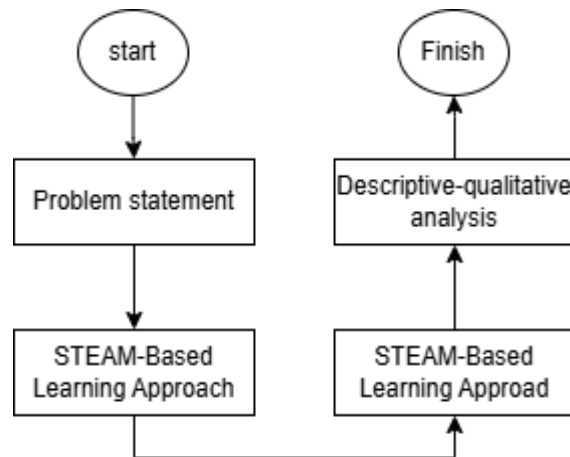 start
Problem statement
STEAM-Based
Learning Approach
Finish
Descriptive-qualitative
analysis
STEAM-Based
Learning Approad